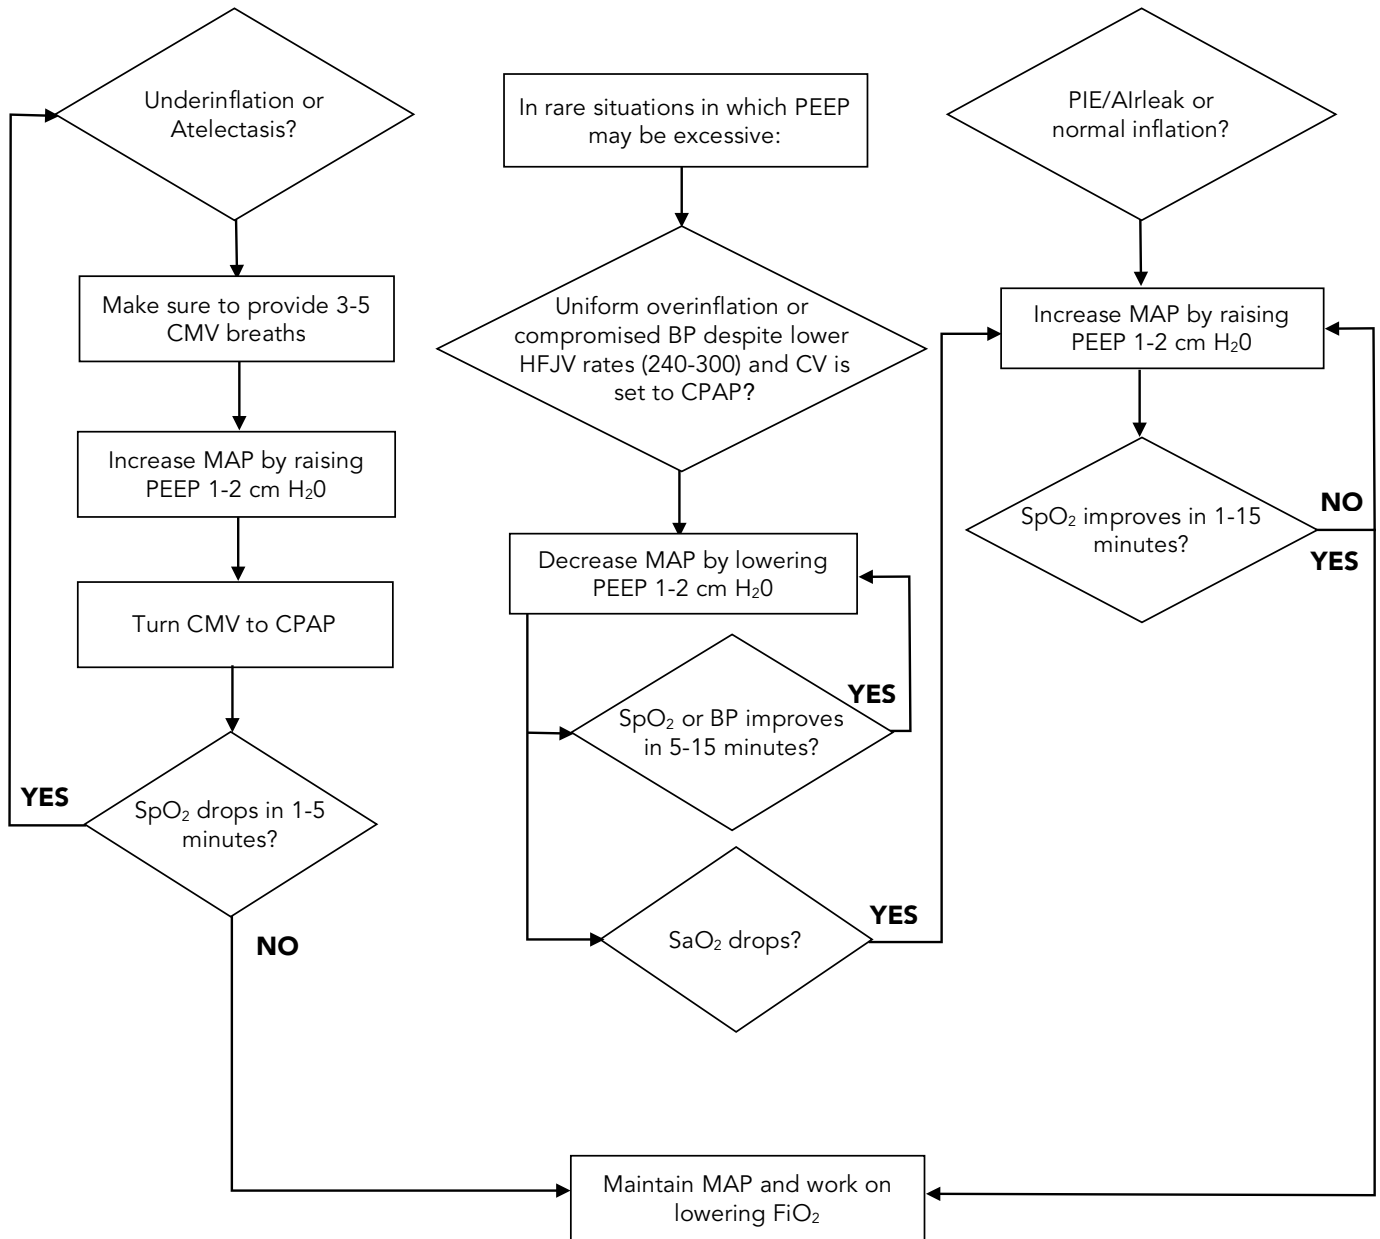 Underinflation or
Atelectasis?
Make sure to provide 3-5
CMV breaths
Increase MAP by raising
PEEP 1-2 cm H₂0
Turn CMV to CPAP
SpO₂ drops in 1-5
minutes?
YES
NO
In rare situations in which PEEP
may be excessive:
Uniform overinflation or
compromised BP despite lower
HFJV rates (240-300) and CV is
set to CPAP?
Decrease MAP by lowering
PEEP 1-2 cm H₂0
SpO₂ or BP improves
in 5-15 minutes?
YES
SaO₂ drops?
YES
PIE/AIrleak or
normal inflation?
Increase MAP by raising
PEEP 1-2 cm H₂0
SpO₂ improves in 1-15
minutes?
NO
YES
Maintain MAP and work on
lowering FiO₂